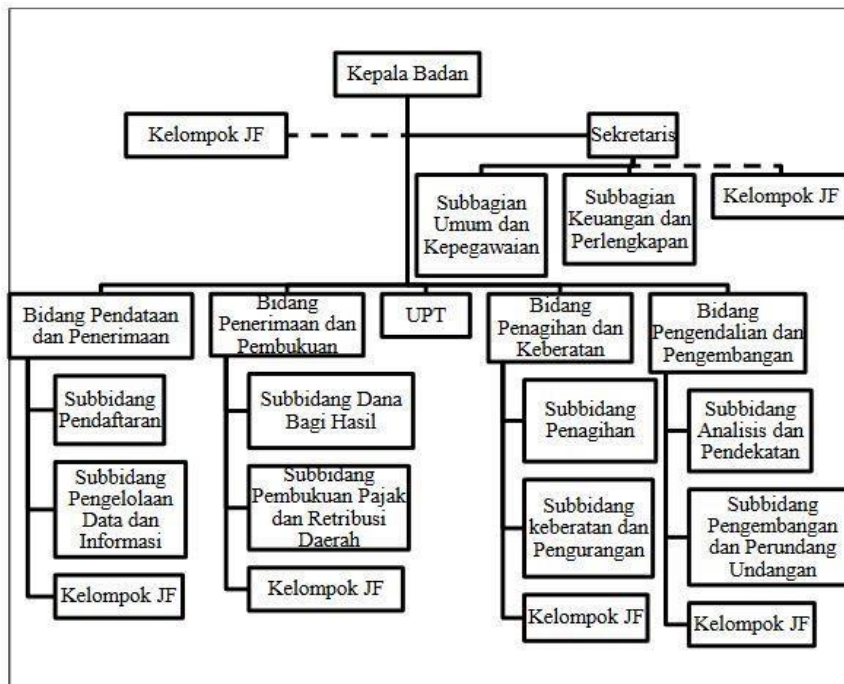 Kepala Badan
Kelompok JF
Sekretaris
Subbagian
Umum dan
Kepegawaian
Subbagian
Keuangan dan
Perlengkapan
Kelompok JF
Bidang Pendataan
dan Penerimaan
Bidang
Penerimaan dan
Pembukuan
UPT
Bidang
Penagihan dan
Keberatan
Bidang
Pengendalian dan
Pengembangan
Subbidang
Pendaftaran
Subbidang
Pengelolaan
Data dan
Informasi
Kelompok JF
Subbidang Dana
Bagi Hasil
Subbidang
Pembukuan Pajak
dan Retribusi
Daerah
Kelompok JF
Subbidang
Penagihan
Subbidang
keberatan dan
Pengurangan
Kelompok JF
Subbidang
Analisis dan
Pendekatan
Subbidang
Pengembangan
dan Perundang
Undangan
Kelompok JF